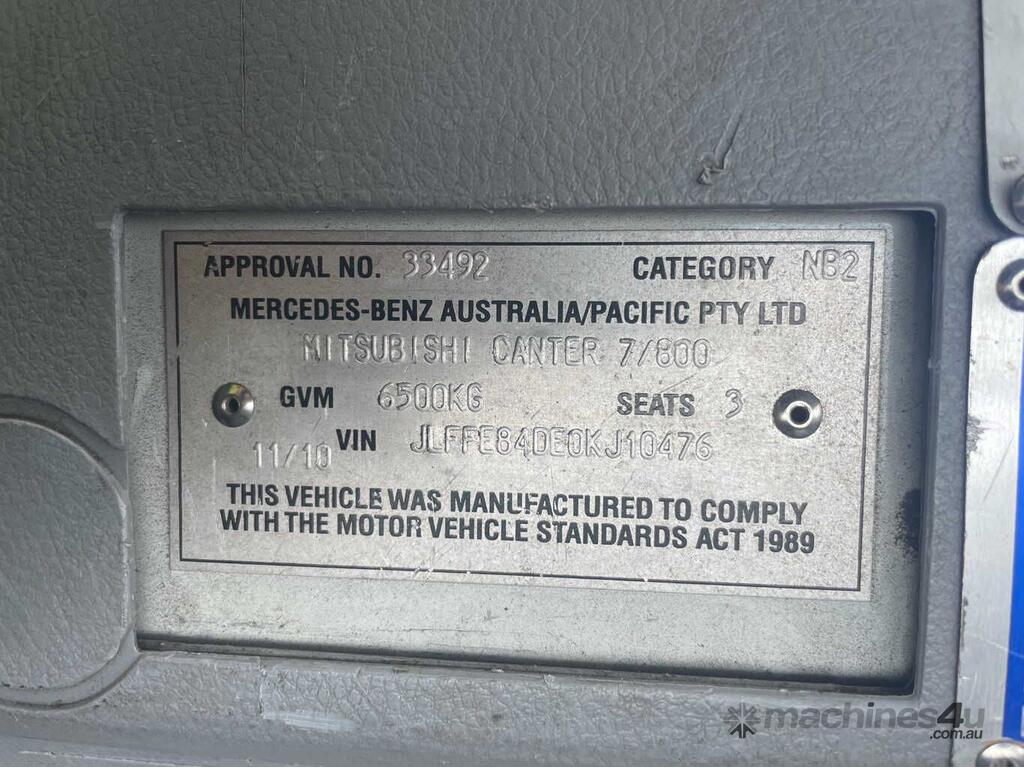 APPROVAL NO. 33492 CATEGORY NB2
MERCEDES-BENZ AUSTRALIA/PACIFIC PTY LTD
MITSUBISHI CANTER 7/800
GVM 6500KG SEATS 3
11/10 VIN JLFFE84DE0KJ10476
THIS VEHICLE WAS MANUFACTURED TO COMPLY
WITH THE MOTOR VEHICLE STANDARDS ACT 1989
machines4u
.com.au